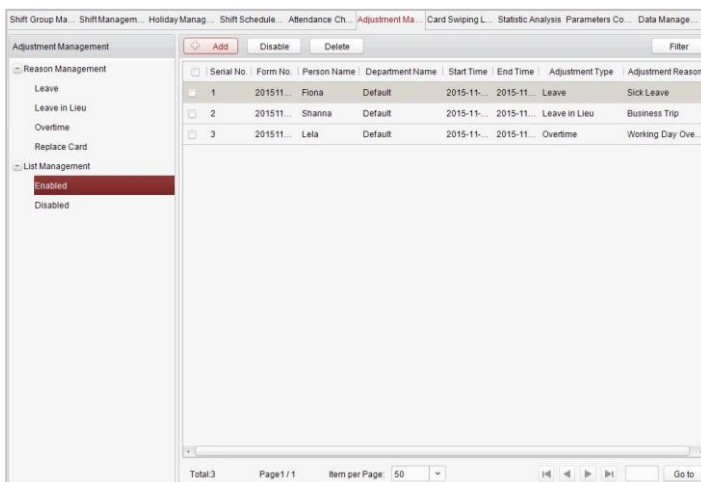 Shift Group Ma... ShiftManagem... Holiday Manag... Shift Schedule... Attendance Ch... Adjustment Ma... Card Swiping L... Statistic Analysis Parameters Co... Data Manage...
Adjustment Management
Add Disable Delete Filter
Reason Management
Leave
Leave in Lieu
Overtime
Replace Card
List Management
Enabled
Disabled
Serial No. Form No. Person Name Department Name Start Time End Time Adjustment Type Adjustment Reason
1 201511... Fiona Default 2015-11-... 2015-11... Leave Sick Leave
2 201511... Shanna Default 2015-11-... 2015-11... Leave in Lieu Business Trip
3 201511... Lela Default 2015-11-... 2015-11... Overtime Working Day Ove...
Total:3 Page1 / 1 Item per Page: 50 Go to